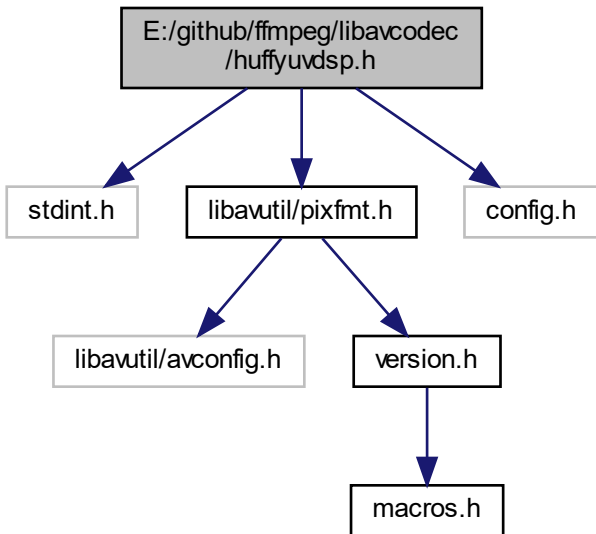 E:/github/ffmpeg/libavcodec
/huffyuvdsp.h
stdint.h
libavutil/pixfmt.h
config.h
libavutil/avconfig.h
version.h
macros.h